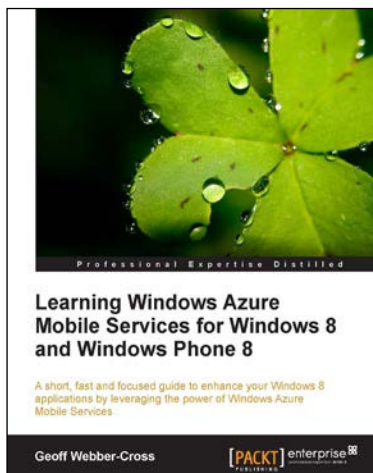 Professional Expertise Distilled
Learning Windows Azure
Mobile Services for Windows 8
and Windows Phone 8
A short, fast and focused guide to enhance your Windows 8
applications by leveraging the power of Windows Azure
Mobile Services
Geoff Webber-Cross
[PACKT] enterprise
PUBLISHING